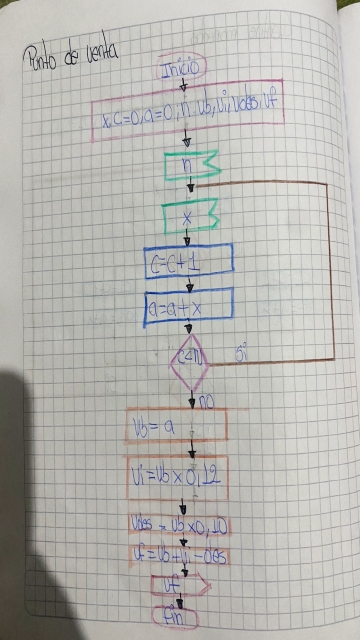 Punto de venta
Inicio
x, c=0, a=0, n vb, vi, vdes, vf
n
x
c=c+1
a=a+x
c<n
si
no
vb= a
vi=vb x 0,12
vdes = vb x 0,10
vf=vb+vi-des
vf
fin